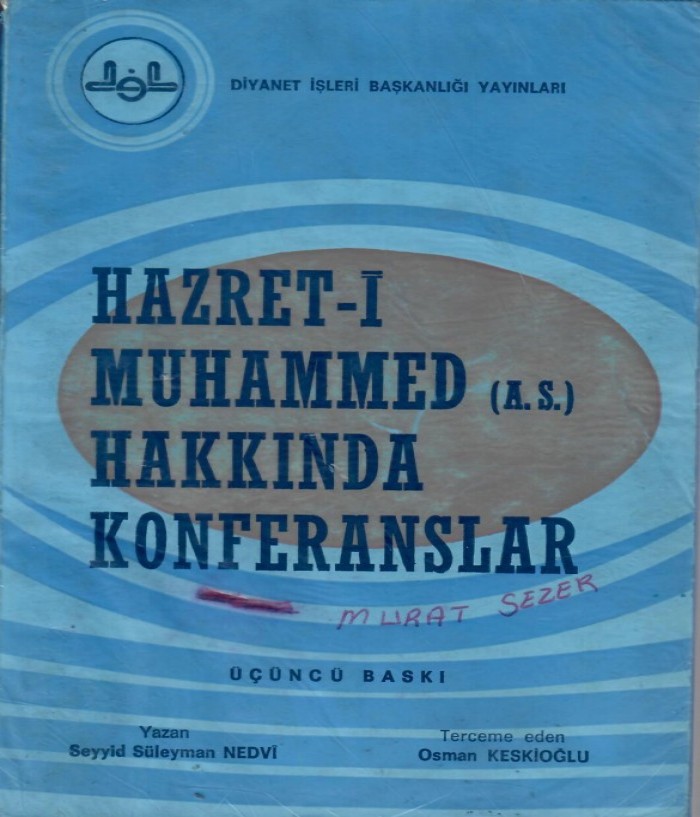 DİYANET İŞLERİ BAŞKANLIĞI YAYINLARI
HAZRET-İ
MUHAMMED (A.S.)
HAKKINDA
KONFERANSLAR
MURAT SEZER
ÜÇÜNCÜ BASKI
Yazan
Seyyid Süleyman NEDVÎ
Terceme eden
Osman KESKİOĞLU